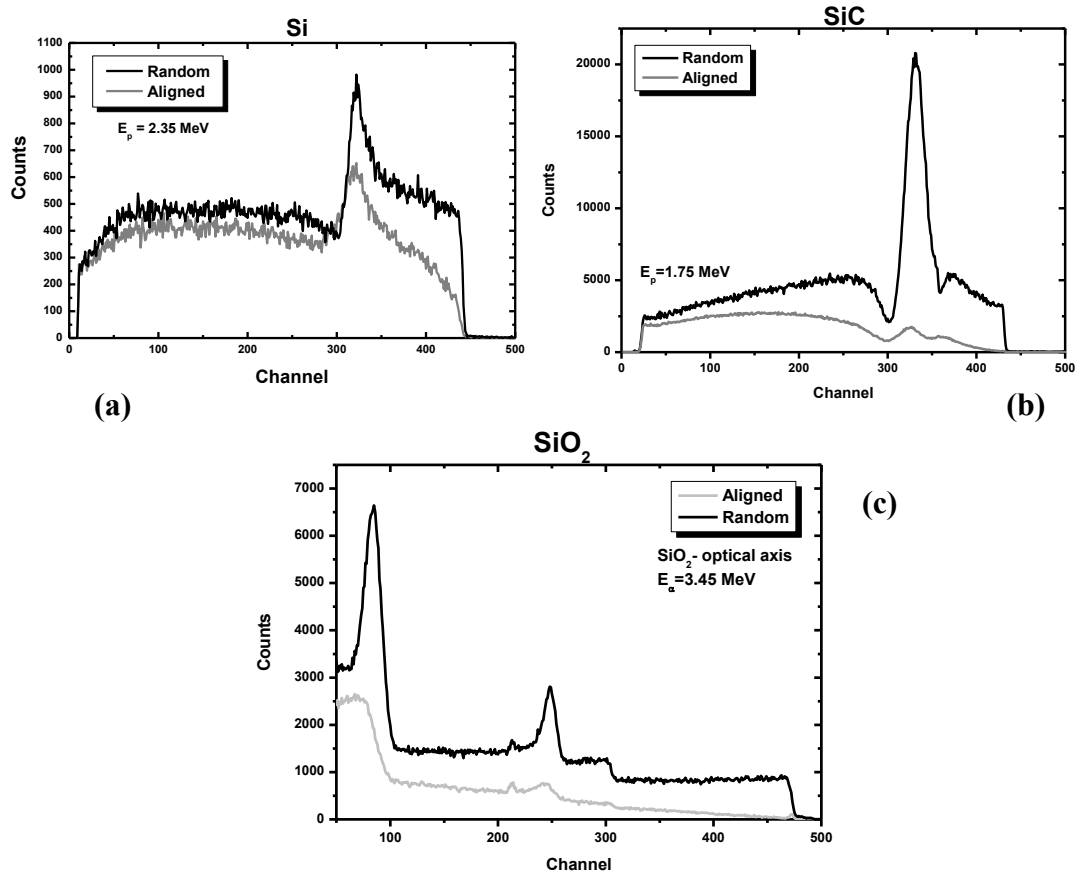 Si
1100
1000
900
800
700
600
500
400
300
200
100
0
Counts
Random
Aligned
E_p = 2.35 MeV
0 100 200 300 400 500
Channel
(a)
SiC
20000
15000
10000
5000
0
Counts
Random
Aligned
E_p=1.75 MeV
0 100 200 300 400 500
Channel
(b)
SiO₂
7000
6000
5000
4000
3000
2000
1000
0
Counts
Aligned
Random
SiO₂- optical axis
E_α=3.45 MeV
100 200 300 400 500
Channel
(c)